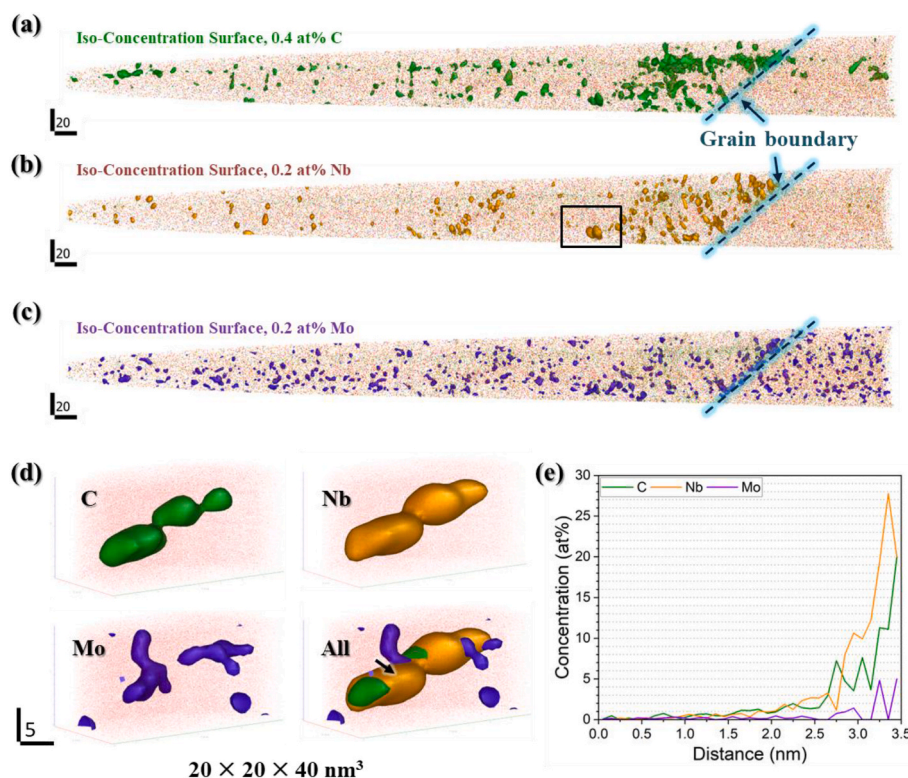 (a)
Iso-Concentration Surface, 0.4 at% C
20
Grain boundary
(b)
Iso-Concentration Surface, 0.2 at% Nb
20
(c)
Iso-Concentration Surface, 0.2 at% Mo
20
(d)
C
Nb
Mo
All
5
20 × 20 × 40 nm³
(e)
C Nb Mo
Concentration (at%)
30
25
20
15
10
5
0
0.0 0.5 1.0 1.5 2.0 2.5 3.0 3.5
Distance (nm)